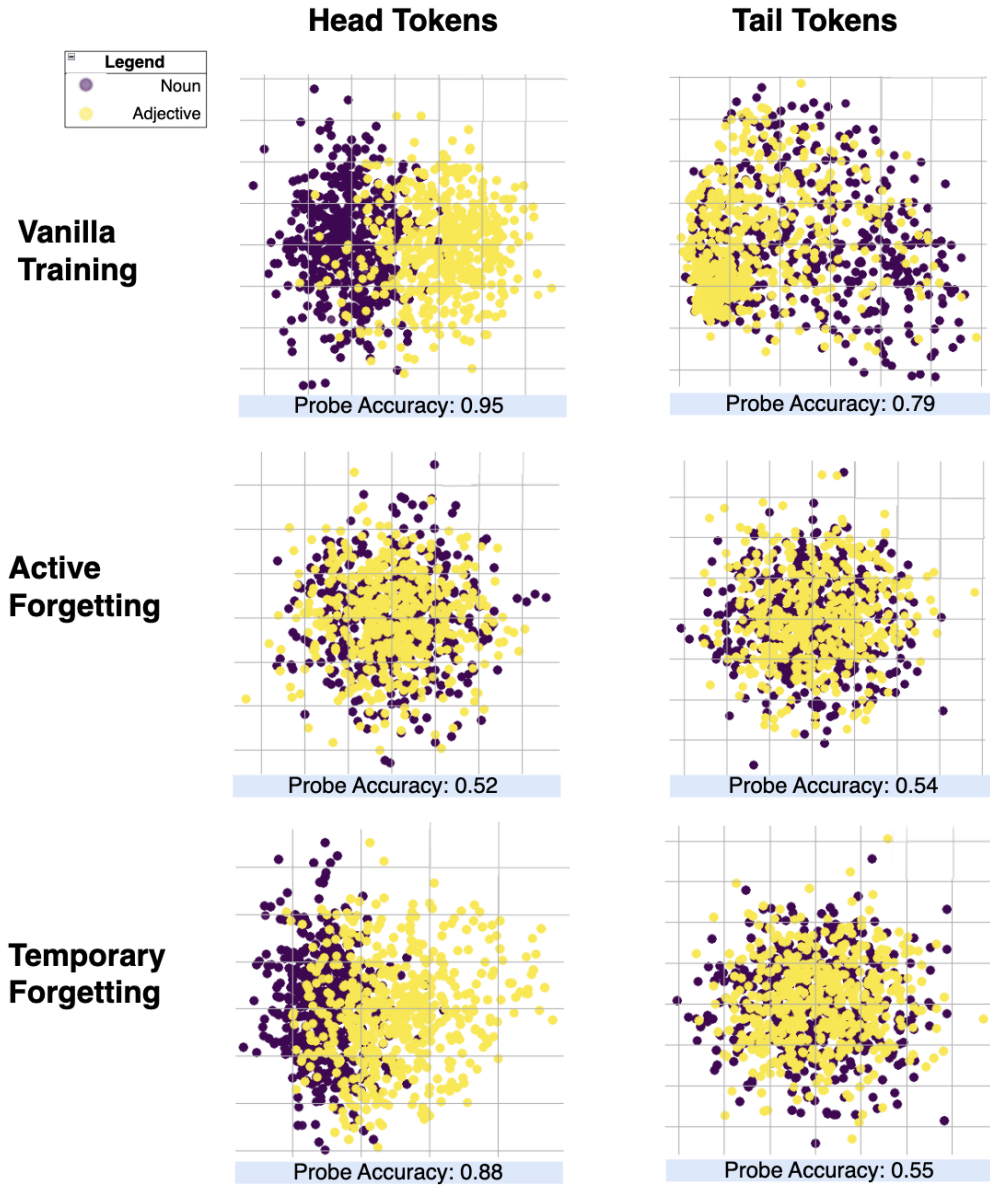 Head Tokens
Tail Tokens
Legend
Noun
Adjective
Vanilla
Training
Probe Accuracy: 0.95
Probe Accuracy: 0.79
Active
Forgetting
Probe Accuracy: 0.52
Probe Accuracy: 0.54
Temporary
Forgetting
Probe Accuracy: 0.88
Probe Accuracy: 0.55